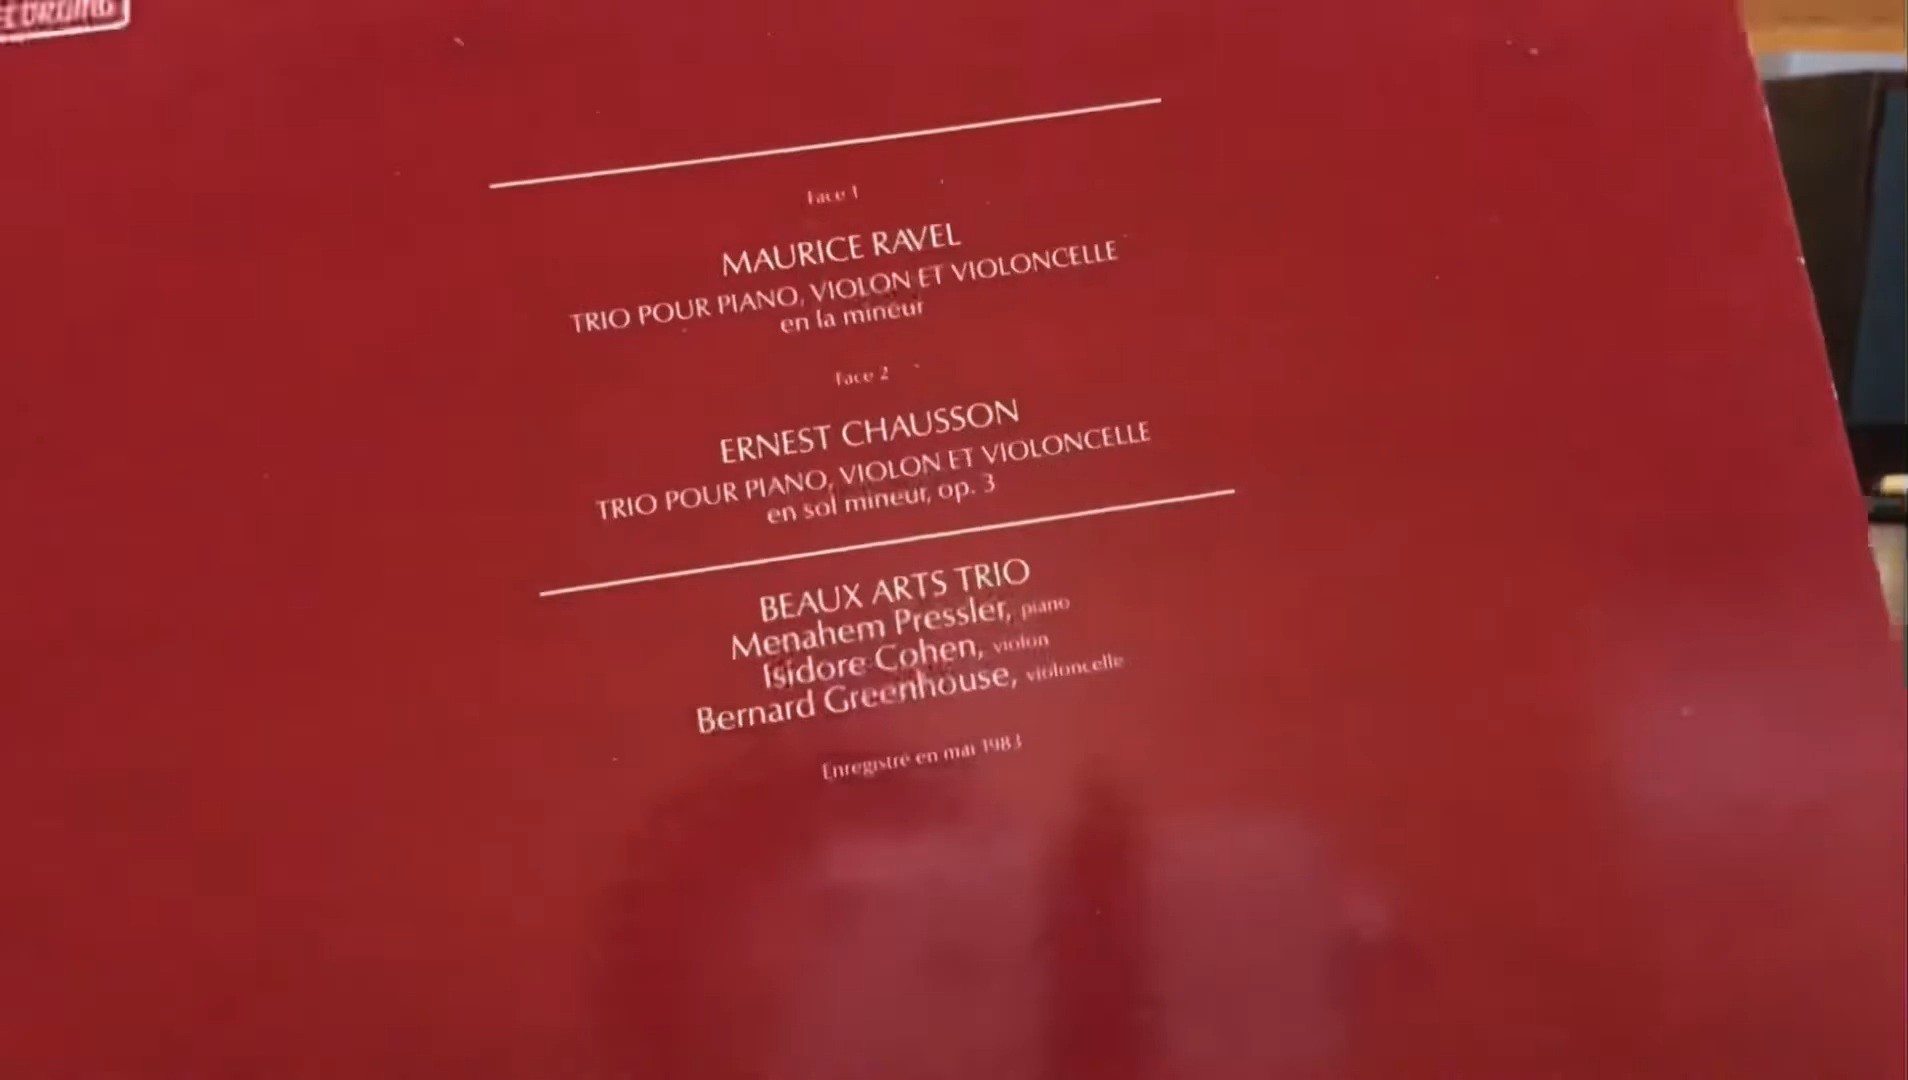 Face 1
MAURICE RAVEL
TRIO POUR PIANO, VIOLON ET VIOLONCELLE
en la mineur
Face 2
ERNEST CHAUSSON
TRIO POUR PIANO, VIOLON ET VIOLONCELLE
en sol mineur, op. 3
BEAUX ARTS TRIO
Menahem Pressler, piano
Isidore Cohen, violon
Bernard Greenhouse, violoncelle
Enregistré en mai 1983